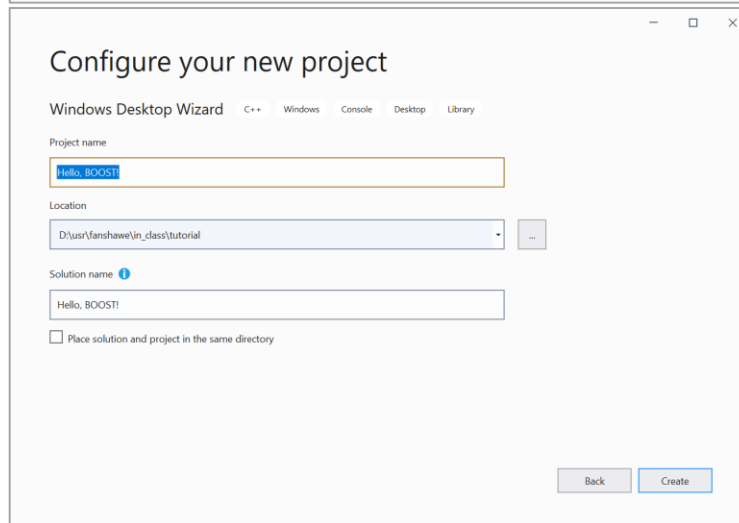 Configure your new project
Windows Desktop Wizard C++ Windows Console Desktop Library
Project name
Hello, BOOST!
Location
D:\usr\fanshawe\in_class\tutorial
...
Solution name
Hello, BOOST!
Place solution and project in the same directory
Back Create